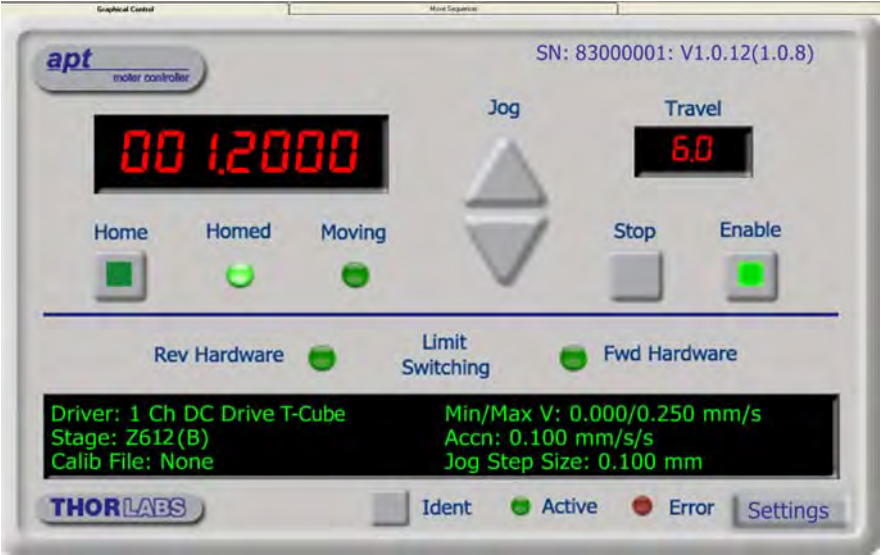 Graphical Control
Move Sequencer
apt
motor controller
SN: 83000001: V1.0.12(1.0.8)
Jog
Travel
001.2000
6.0
Home
Homed
Moving
Stop
Enable
Rev Hardware
Limit
Switching
Fwd Hardware
Driver: 1 Ch DC Drive T-Cube
Min/Max V: 0.000/0.250 mm/s
Stage: Z612(B)
Accn: 0.100 mm/s/s
Calib File: None
Jog Step Size: 0.100 mm
THORLABS
Ident
Active
Error
Settings